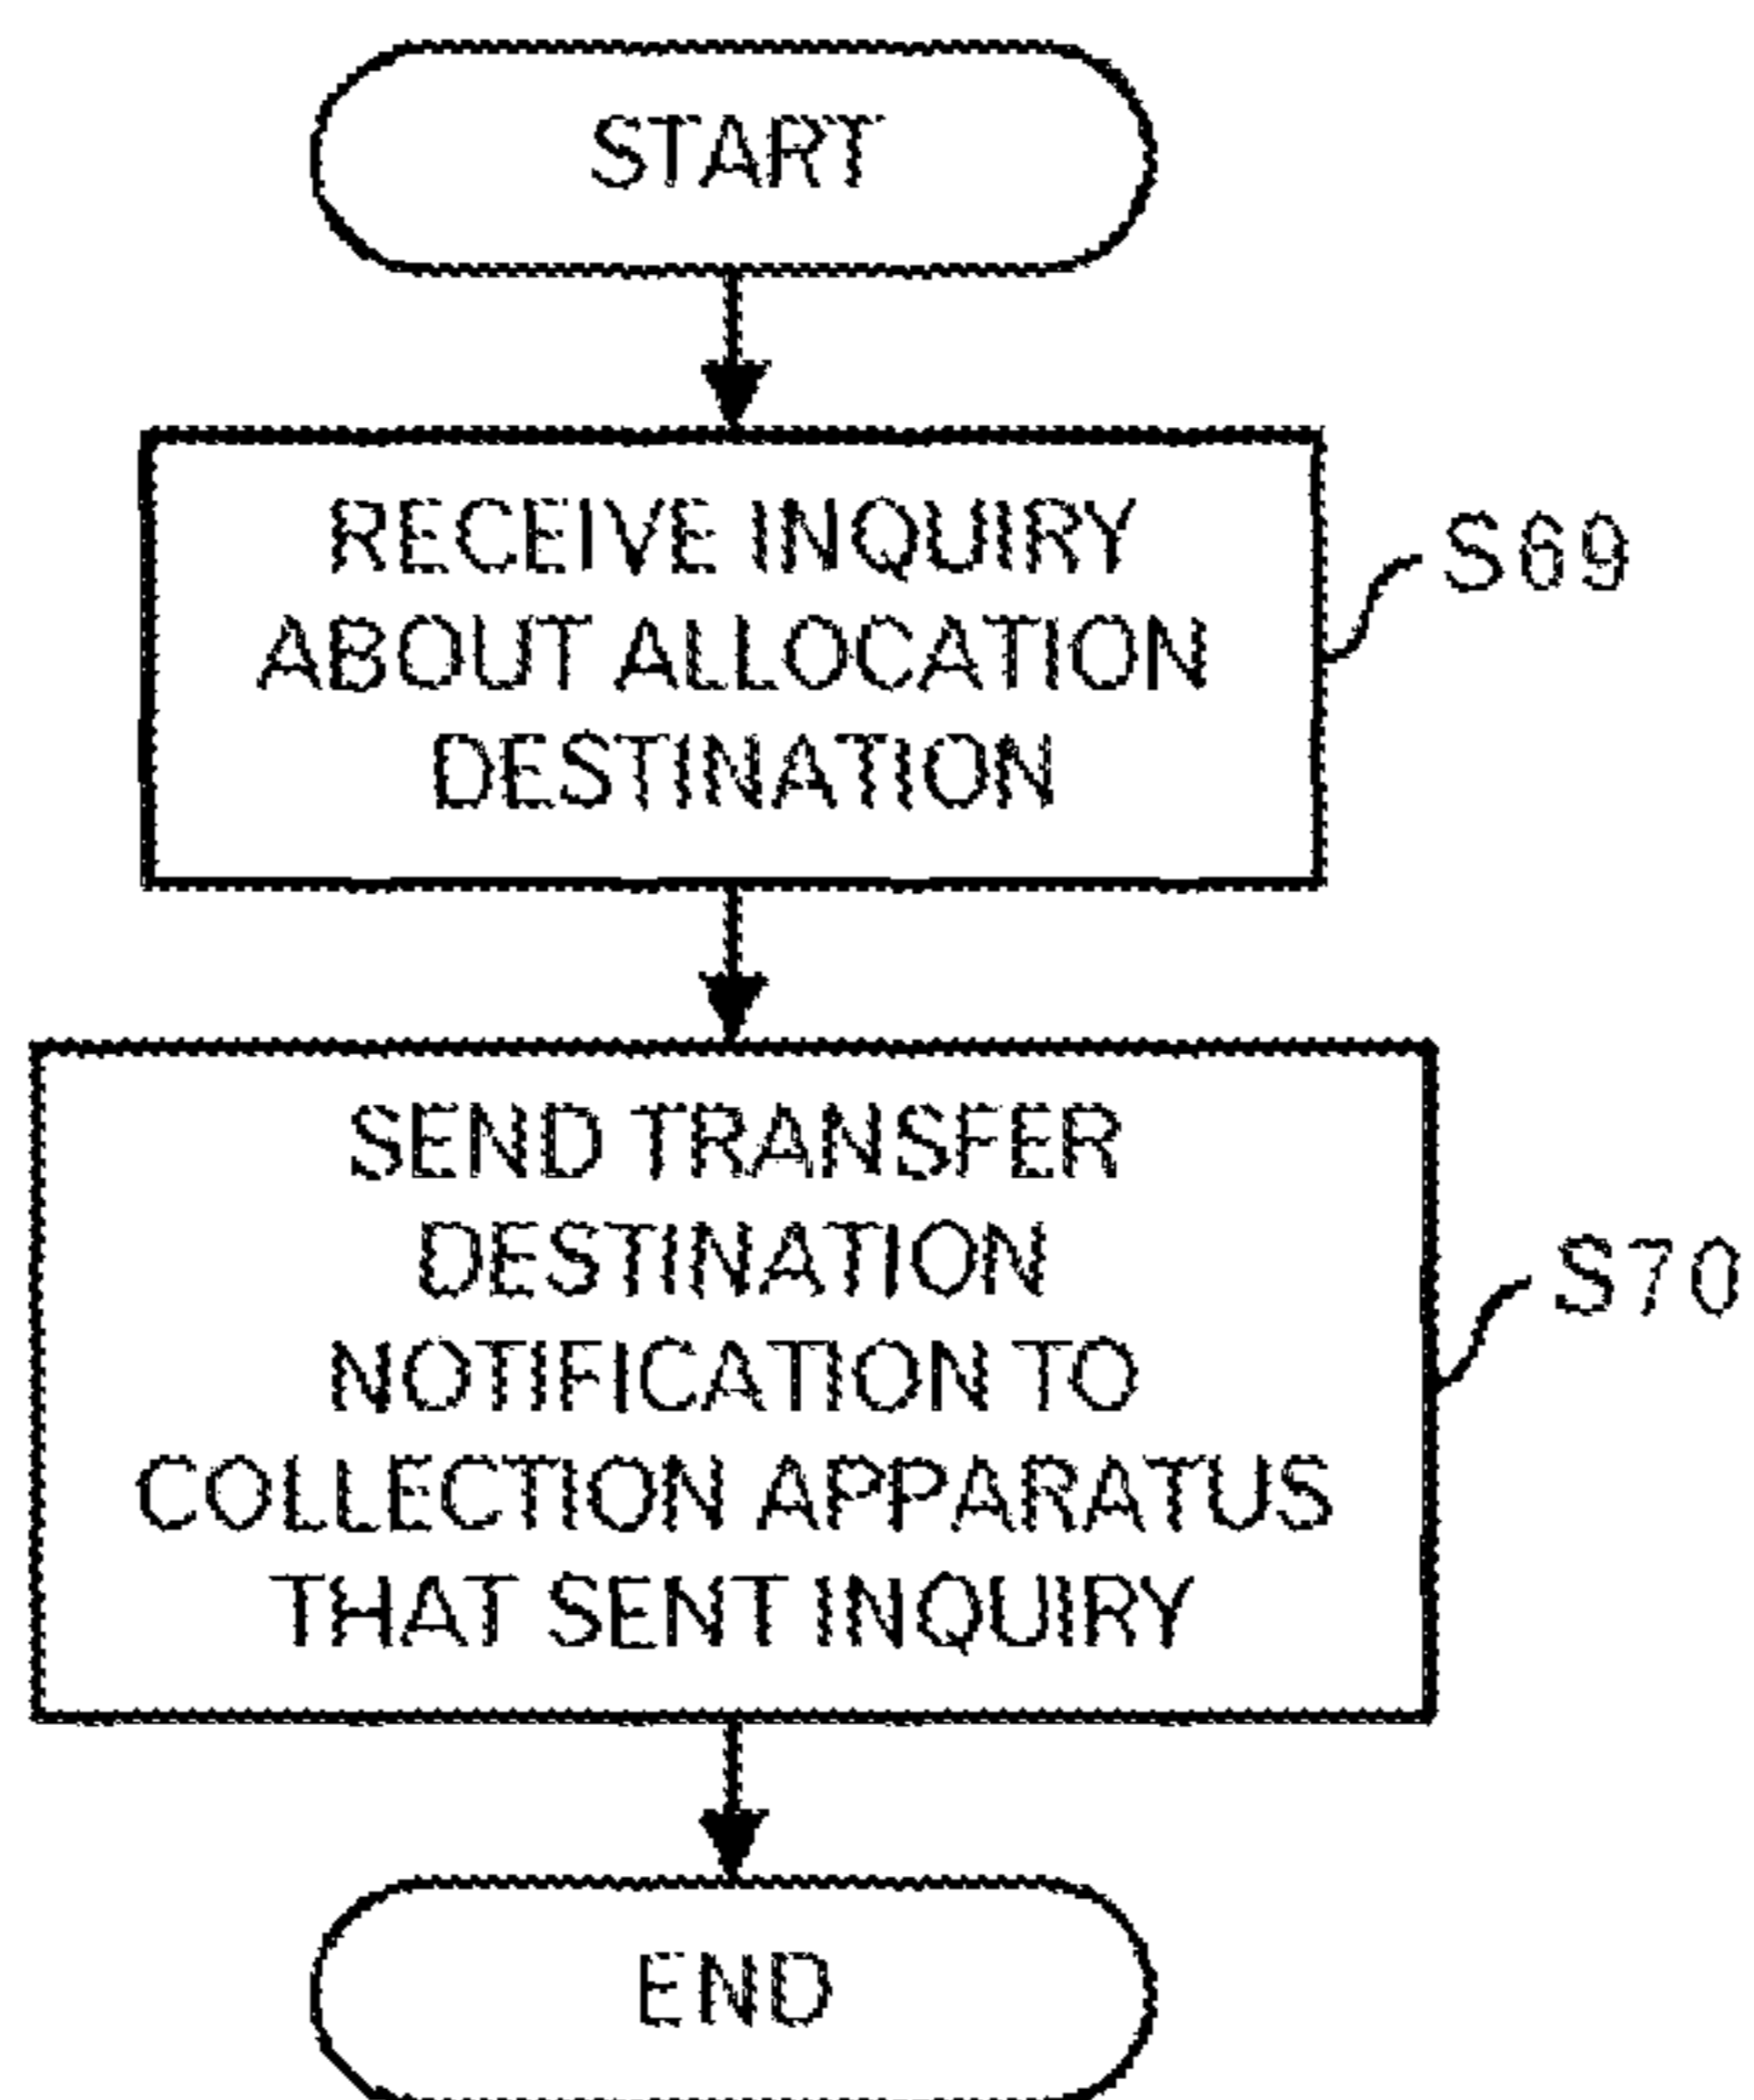 START
RECEIVE INQUIRY
ABOUT ALLOCATION
DESTINATION
S69
SEND TRANSFER
DESTINATION
NOTIFICATION TO
COLLECTION APPARATUS
THAT SENT INQUIRY
S70
END